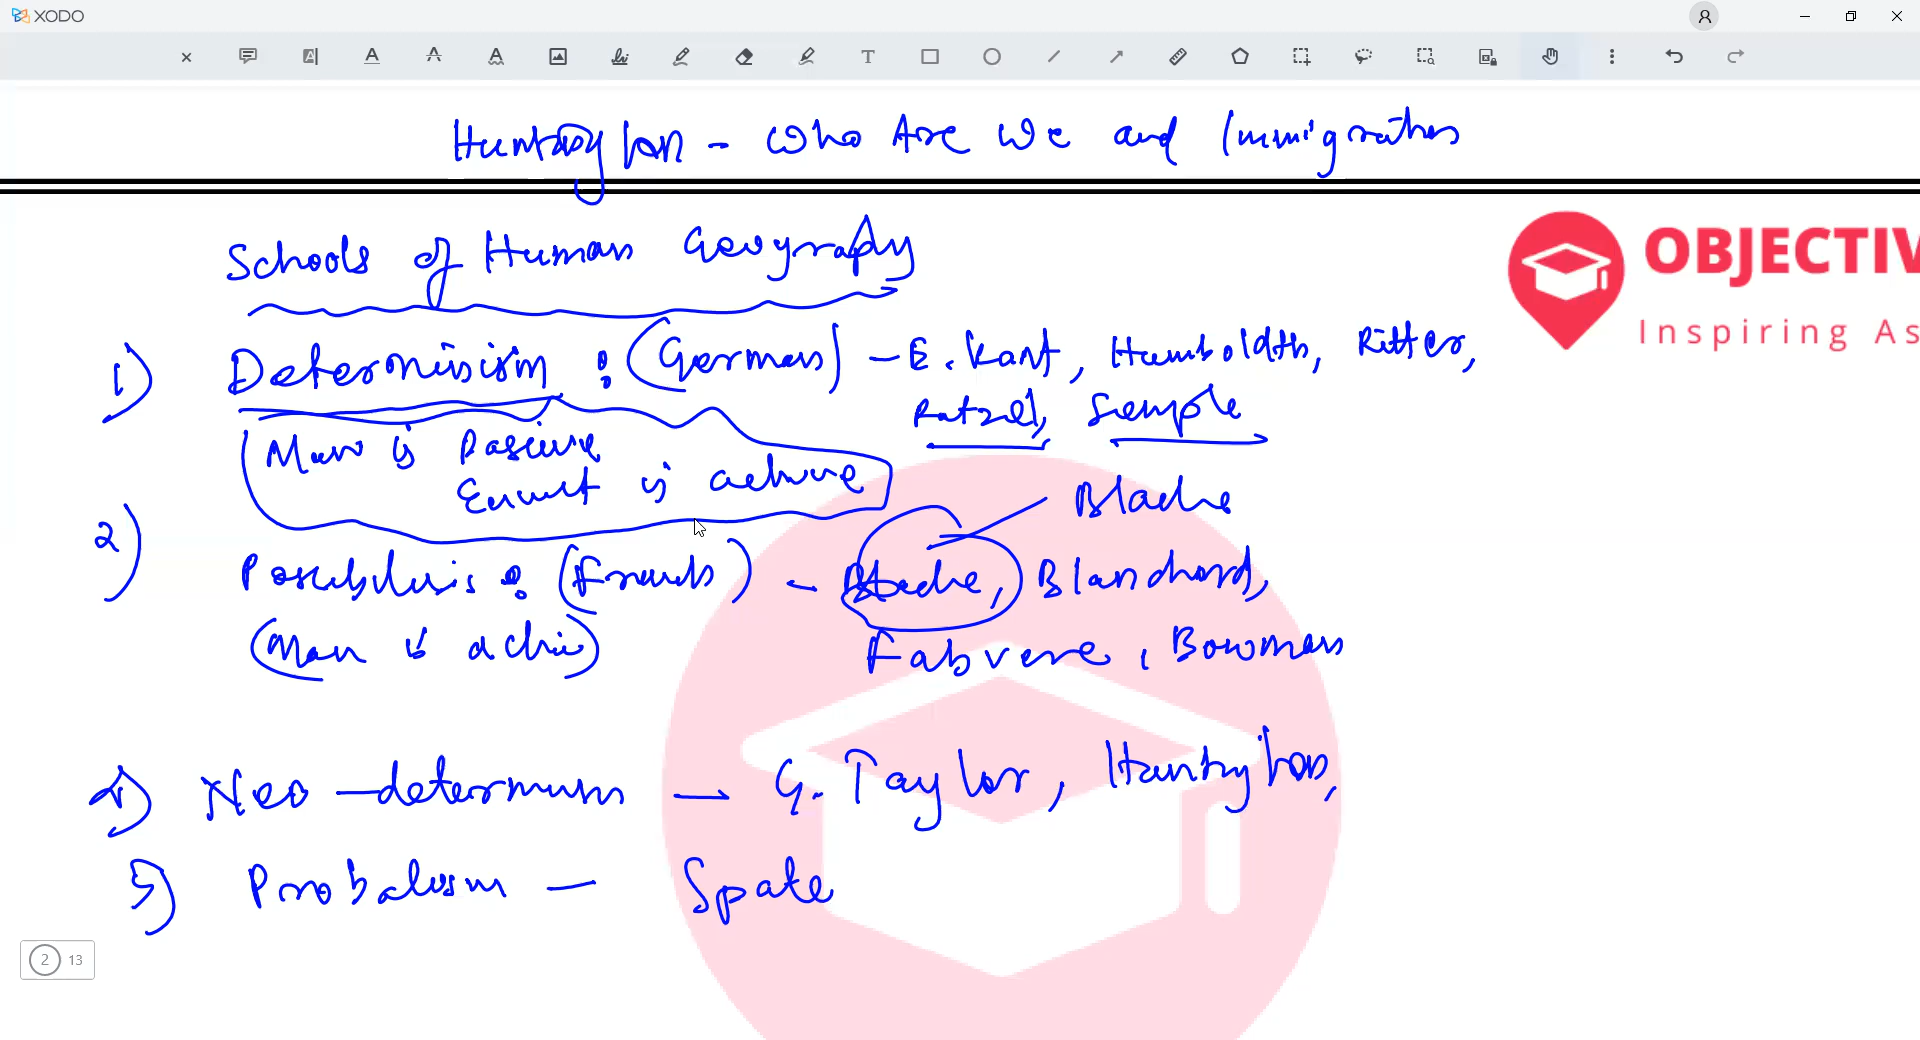 XODO
Huntington - Who Are We and Immigration
OBJECTIV
Inspiring As
Schools of Human Geography
1) Determinism : (German) - E. Kant, Humboldth, Ritter,
Ratzel, Semple
Man is Passive
Envmt is active
Blache
2) Possibilism : (French) - Blache, Blanchard,
(Man is active) Fabvere, Bowman
4) Neo-determinism - G. Taylor, Huntington,
5) Probalism - Spate
2 13